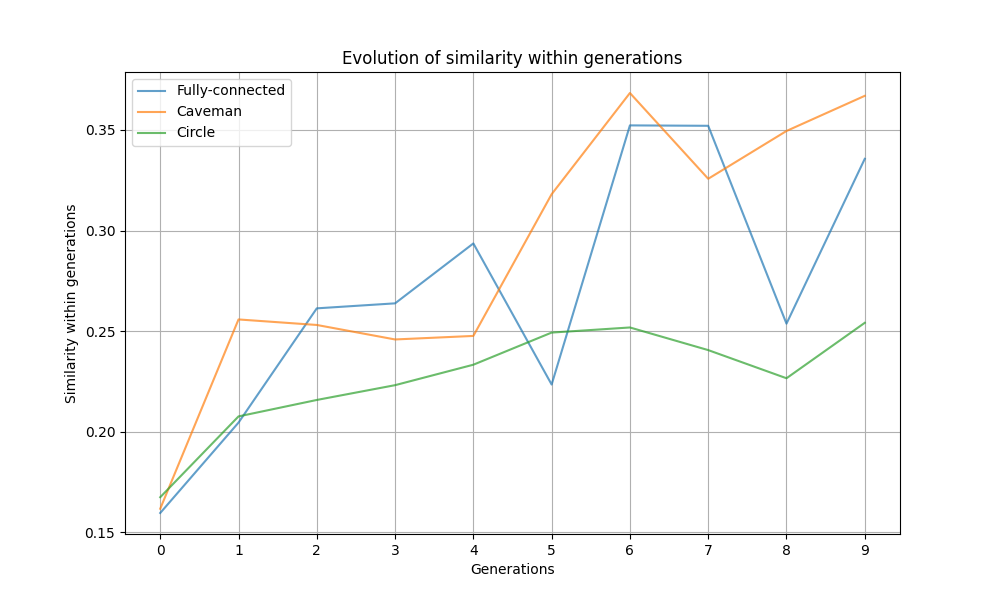 Evolution of similarity within generations
Fully-connected
Caveman
Circle
Similarity within generations
0.35
0.30
0.25
0.20
0.15
0 1 2 3 4 5 6 7 8 9
Generations